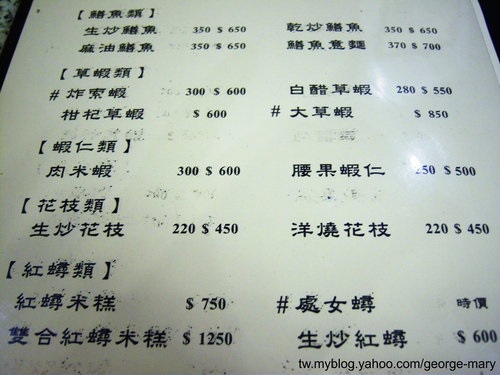 【鱔魚類】
生炒鱔魚 350 $ 650 乾炒鱔魚 350 $ 650
麻油鱔魚 350 $ 650 鱔魚意麵 370 $ 700
【草蝦類】
#炸索蝦 300 $ 600 白醋草蝦 280 $ 550
柑杞草蝦 $ 600 #大草蝦 $ 850
【蝦仁類】
肉米蝦 300 $ 600 腰果蝦仁 250 $ 500
【花枝類】
生炒花枝 220 $ 450 洋燒花枝 220 $ 450
【紅蟳類】
紅蟳米糕 $ 750 #處女蟳 時價
雙合紅蟳米糕 $ 1250 生炒紅蟳 $ 600
tw.myblog.yahoo.com/george-mary